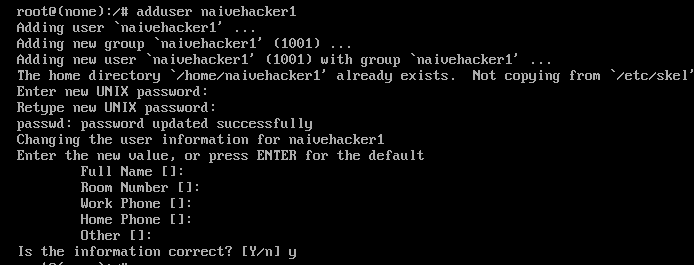 root@(none):/# adduser naivehacker1
Adding user `naivehacker1' ...
Adding new group `naivehacker1' (1001) ...
Adding new user `naivehacker1' (1001) with group `naivehacker1' ...
The home directory `/home/naivehacker1' already exists.  Not copying from `/etc/skel'
Enter new UNIX password:
Retype new UNIX password:
passwd: password updated successfully
Changing the user information for naivehacker1
Enter the new value, or press ENTER for the default
        Full Name []:
        Room Number []:
        Work Phone []:
        Home Phone []:
        Other []:
Is the information correct? [Y/n] y